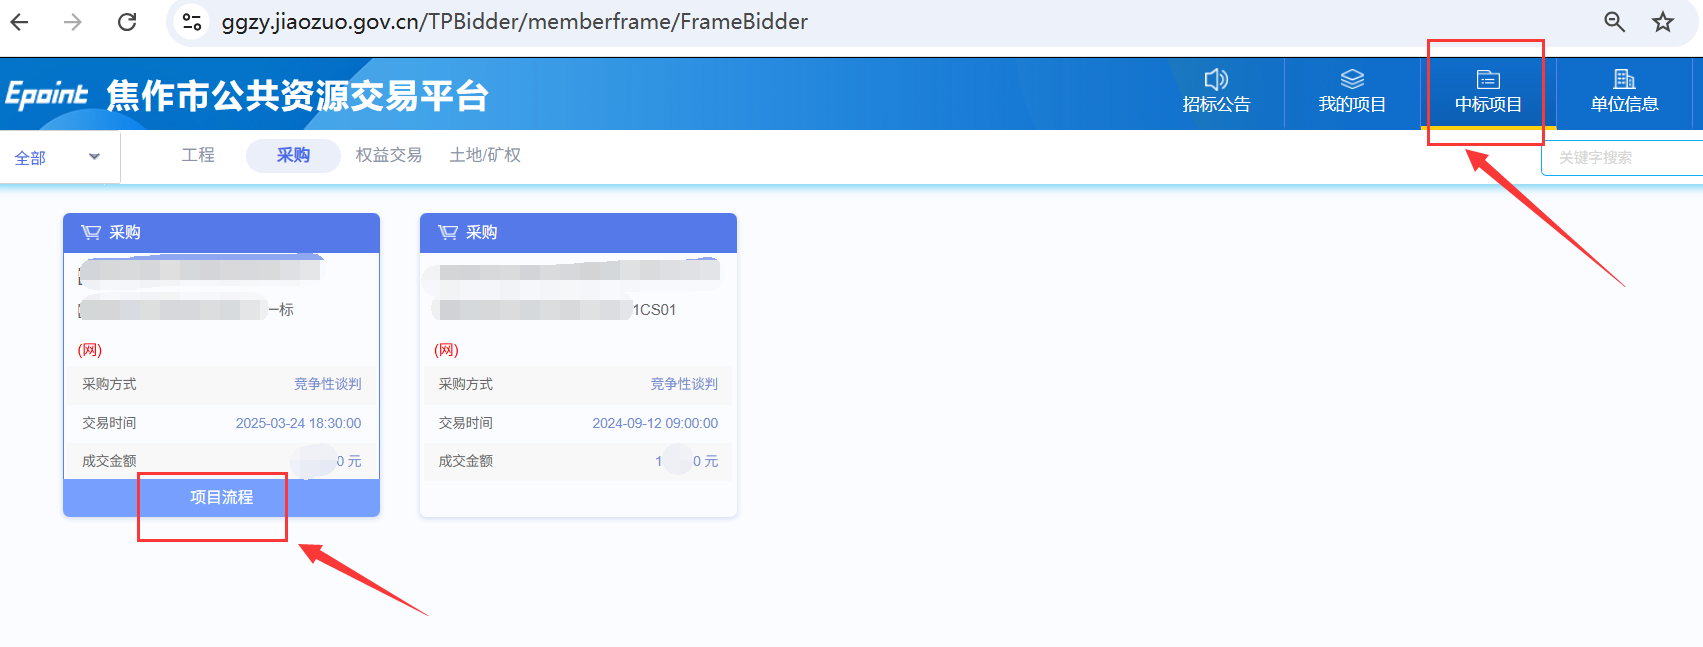 ggzy.jiaozuo.gov.cn/TPBidder/memberframe/FrameBidder
Epoint 焦作市公共资源交易平台
招标公告 我的项目 中标项目 单位信息
全部 工程 采购 权益交易 土地/矿权 关键字搜索
采购
一标
(网)
采购方式 竞争性谈判
交易时间 2025-03-24 18:30:00
成交金额 0 元
项目流程
采购
1CS01
(网)
采购方式 竞争性谈判
交易时间 2024-09-12 09:00:00
成交金额 1 0 元